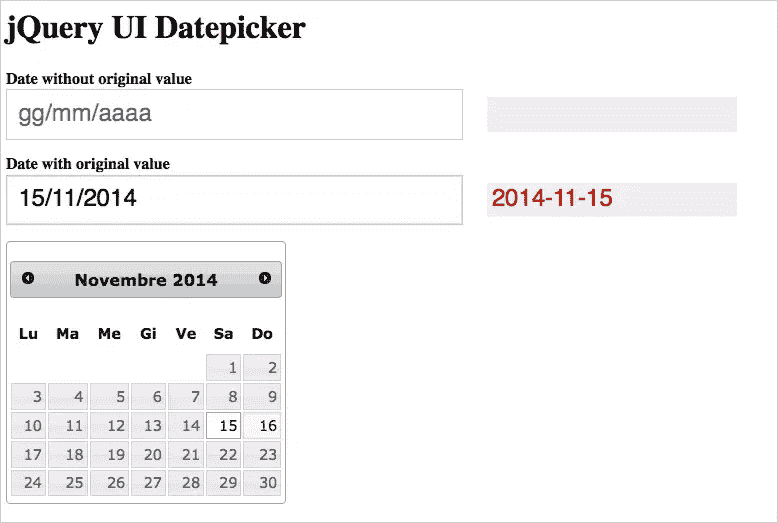 jQuery UI Datepicker
Date without original value
gg/mm/aaaa
Date with original value
15/11/2014 2014-11-15
Novembre 2014
Lu Ma Me Gi Ve Sa Do
1 2
3 4 5 6 7 8 9
10 11 12 13 14 15 16
17 18 19 20 21 22 23
24 25 26 27 28 29 30